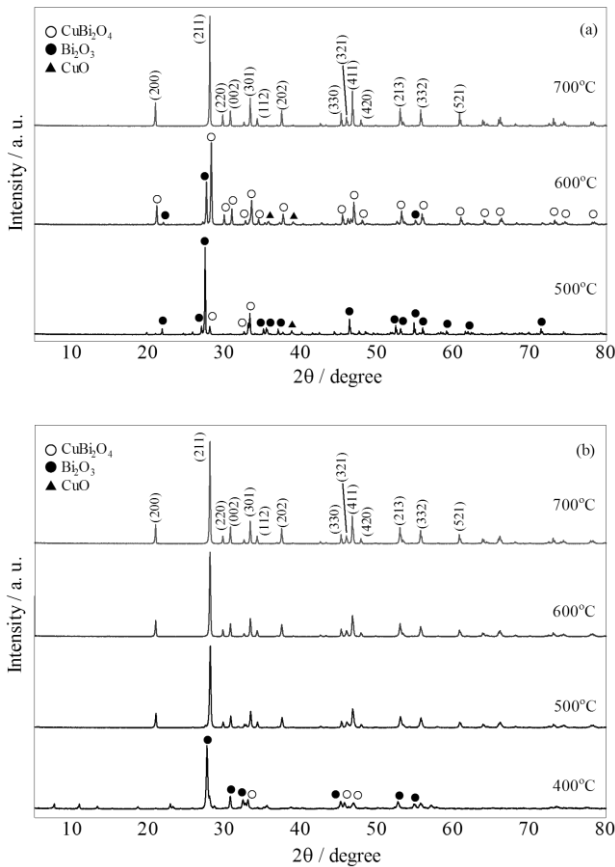 (a)
○ CuBi₂O₄
● Bi₂O₃
▲ CuO
(200)
(211)
(220)
(002)
(301)
(112)
(202)
(330)
(321)
(411)
(420)
(213)
(332)
(521)
700°C
600°C
500°C
Intensity / a. u.
10 20 30 40 50 60 70 80
2θ / degree
(b)
○ CuBi₂O₄
● Bi₂O₃
▲ CuO
(200)
(211)
(220)
(002)
(301)
(112)
(202)
(330)
(321)
(411)
(420)
(213)
(332)
(521)
700°C
600°C
500°C
400°C
Intensity / a. u.
10 20 30 40 50 60 70 80
2θ / degree